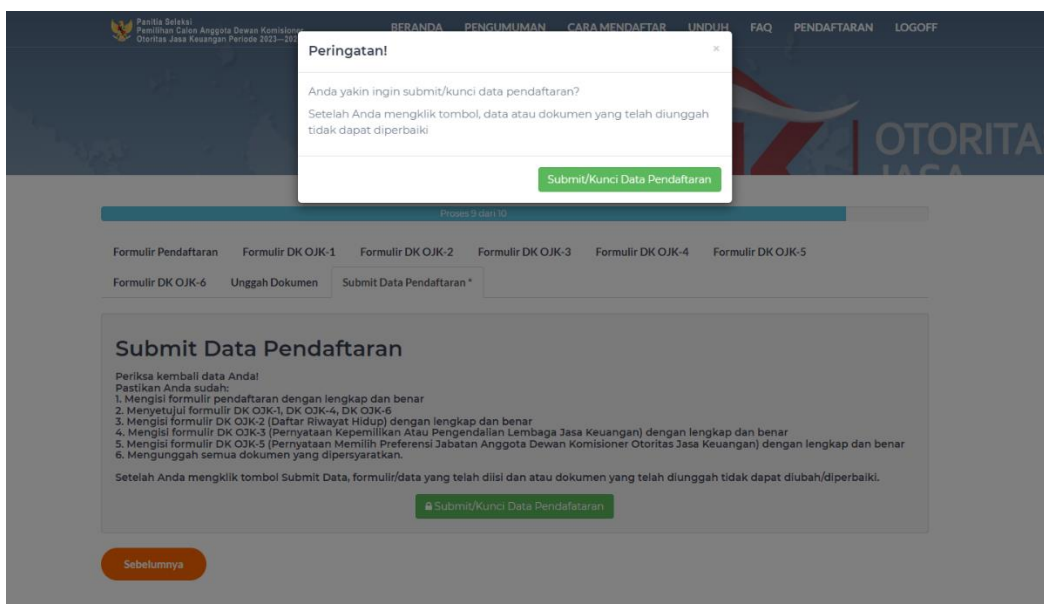 Panitia Seleksi
Pemilihan Calon Anggota Dewan Komisioner
Otoritas Jasa Keuangan Periode 2023—202
BERANDA PENGUMUMAN CARA MENDAFTAR UNDUH FAQ PENDAFTARAN LOGOFF
Peringatan!
×
Anda yakin ingin submit/kunci data pendaftaran?
Setelah Anda mengklik tombol, data atau dokumen yang telah diunggah
tidak dapat diperbaiki
Submit/Kunci Data Pendaftaran
OTORITA
JASA
Proses 9 dari 10
Formulir Pendaftaran Formulir DK OJK-1 Formulir DK OJK-2 Formulir DK OJK-3 Formulir DK OJK-4 Formulir DK OJK-5
Formulir DK OJK-6 Unggah Dokumen Submit Data Pendaftaran *
Submit Data Pendaftaran
Periksa kembali data Anda!
Pastikan Anda sudah:
1. Mengisi formulir pendaftaran dengan lengkap dan benar
2. Menyetujui formulir DK OJK-1, DK OJK-4, DK OJK-6
3. Mengisi formulir DK OJK-2 (Daftar Riwayat Hidup) dengan lengkap dan benar
4. Mengisi formulir DK OJK-3 (Pernyataan Kepemilikan Atau Pengendalian Lembaga Jasa Keuangan) dengan lengkap dan benar
5. Mengisi formulir DK OJK-5 (Pernyataan Memilih Preferensi Jabatan Anggota Dewan Komisioner Otoritas Jasa Keuangan) dengan lengkap dan benar
6. Mengunggah semua dokumen yang dipersyaratkan.
Setelah Anda mengklik tombol Submit Data, formulir/data yang telah diisi dan atau dokumen yang telah diunggah tidak dapat diubah/diperbaiki.
Submit/Kunci Data Pendafataran
Sebelumnya